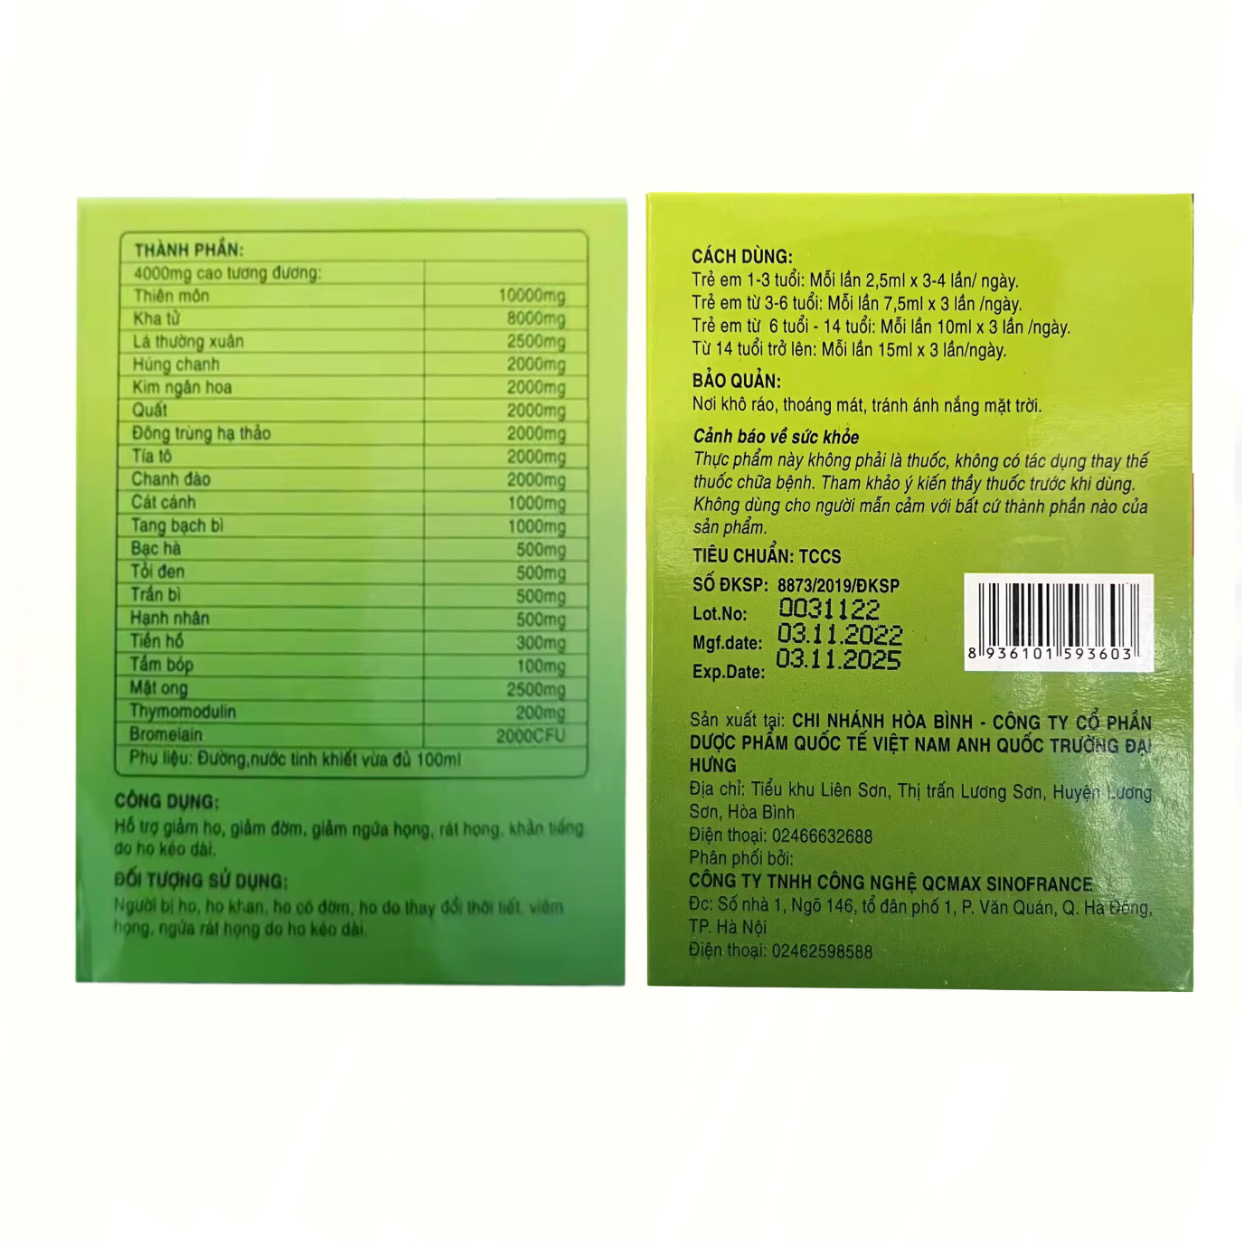 THÀNH PHẦN:
4000mg cao tương đương:
Thiên môn 10000mg
Kha tử 8000mg
Lá thường xuân 2500mg
Húng chanh 2000mg
Kim ngân hoa 2000mg
Quất 2000mg
Đông trùng hạ thảo 2000mg
Tía tô 2000mg
Chanh đào 2000mg
Cát cánh 1000mg
Tang bạch bì 1000mg
Bạc hà 500mg
Tỏi đen 500mg
Trần bì 500mg
Hạnh nhân 500mg
Tiền hồ 300mg
Tầm bóp 100mg
Mật ong 2500mg
Thymomodulin 200mg
Bromelain 2000CFU
Phụ liệu: Đường,nước tinh khiết vừa đủ 100ml
CÔNG DỤNG:
Hỗ trợ giảm ho, giảm đờm, giảm ngứa họng, rát họng, khản tiếng
do ho kéo dài.
ĐỐI TƯỢNG SỬ DỤNG:
Người bị ho, ho khan, ho có đờm, ho do thay đổi thời tiết, viêm
họng, ngứa rát họng do ho kéo dài.
CÁCH DÙNG:
Trẻ em 1-3 tuổi: Mỗi lần 2,5ml x 3-4 lần/ ngày.
Trẻ em từ 3-6 tuổi: Mỗi lần 7,5ml x 3 lần /ngày.
Trẻ em từ 6 tuổi - 14 tuổi: Mỗi lần 10ml x 3 lần /ngày.
Từ 14 tuổi trở lên: Mỗi lần 15ml x 3 lần/ngày.
BẢO QUẢN:
Nơi khô ráo, thoáng mát, tránh ánh nắng mặt trời.
Cảnh báo về sức khỏe
Thực phẩm này không phải là thuốc, không có tác dụng thay thế
thuốc chữa bệnh. Tham khảo ý kiến thầy thuốc trước khi dùng.
Không dùng cho người mẫn cảm với bất cứ thành phần nào của
sản phẩm.
TIÊU CHUẨN: TCCS
SỐ ĐKSP: 8873/2019/ĐKSP
Lot.No: 0031122
Mgf.date: 03.11.2022
Exp.Date: 03.11.2025
8 936101 593603
Sản xuất tại: CHI NHÁNH HÒA BÌNH - CÔNG TY CỔ PHẦN
DƯỢC PHẨM QUỐC TẾ VIỆT NAM ANH QUỐC TRƯỜNG ĐẠI
HƯNG
Địa chỉ: Tiểu khu Liên Sơn, Thị trấn Lương Sơn, Huyện Lương
Sơn, Hòa Bình
Điện thoại: 02466632688
Phân phối bởi:
CÔNG TY TNHH CÔNG NGHỆ QCMAX SINOFRANCE
Đc: Số nhà 1, Ngõ 146, tổ dân phố 1, P. Văn Quán, Q. Hà Đông,
TP. Hà Nội
Điện thoại: 02462598588